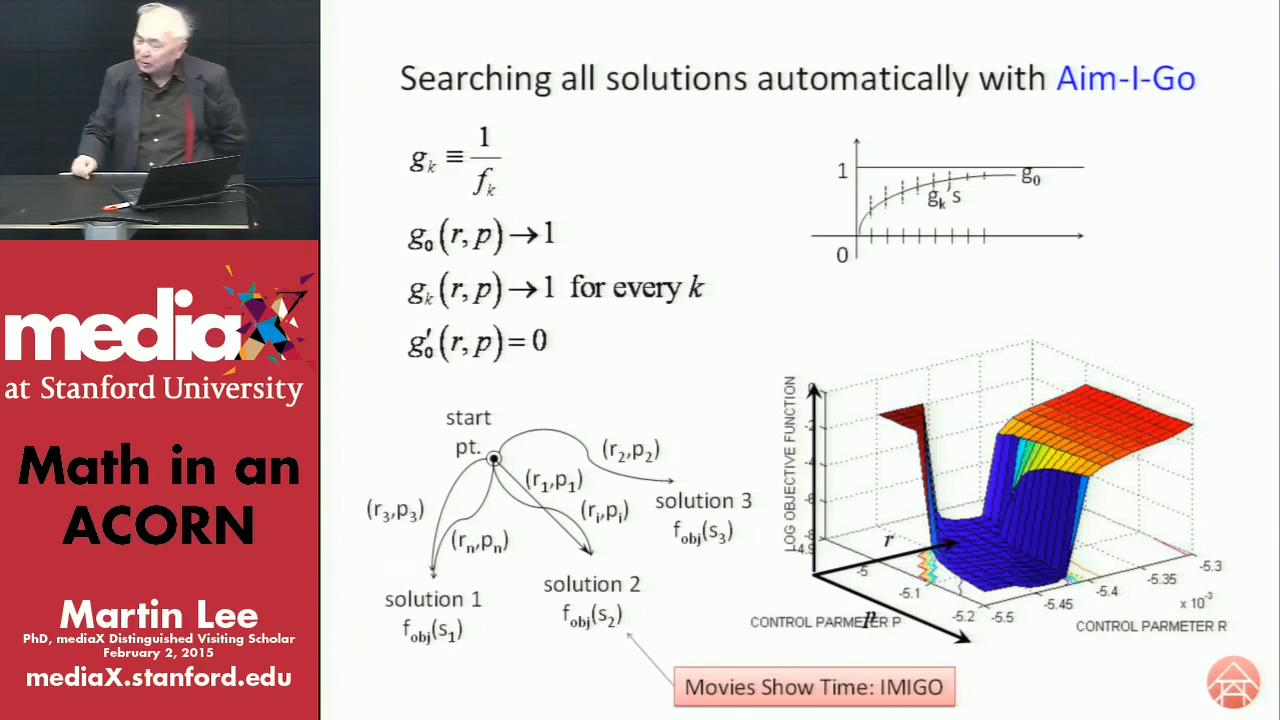 Searching all solutions automatically with Aim-I-Go
g_k ≡ 1/f_k
g_0(r, p) → 1
g_k(r, p) → 1 for every k
g'_0(r, p) = 0
1
g_0
g_k's
0
start
pt.
(r_2,p_2)
(r_1,p_1)
(r_3,p_3)
(r_i,p_i)
(r_n,p_n)
solution 3
f_obj(s_3)
solution 2
f_obj(s_2)
solution 1
f_obj(s_1)
LOG OBJECTIVE FUNCTION
0
-2
-4
-6
-8
-4.9
-5
-5.1
-5.2
-5.5
-5.45
-5.4
-5.35
-5.3
x 10^-3
r
p
CONTROL PARMETER P
CONTROL PARMETER R
Movies Show Time: IMIGO
mediaX
at Stanford University
Math in an
ACORN
Martin Lee
PhD, mediaX Distinguished Visiting Scholar
February 2, 2015
mediaX.stanford.edu